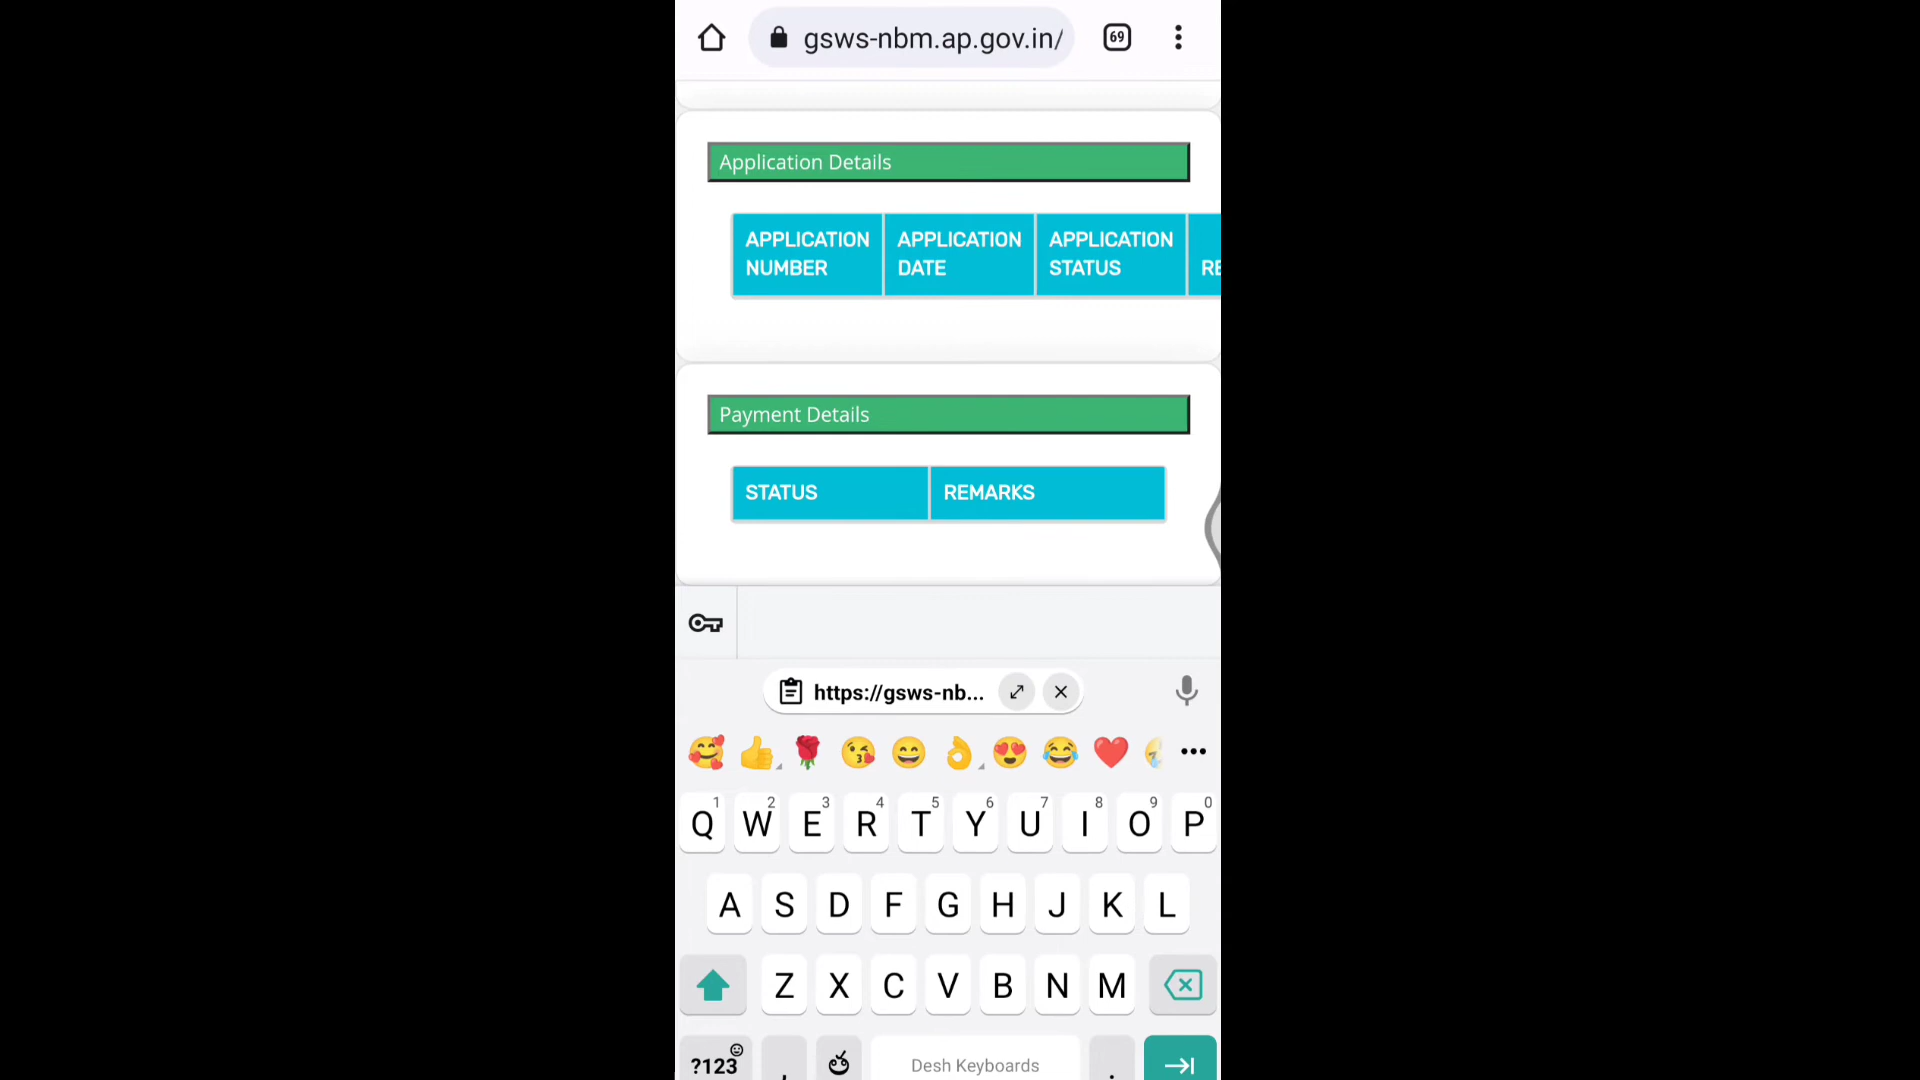 gsws-nbm.ap.gov.in/
69
Application Details
APPLICATION NUMBER
APPLICATION DATE
APPLICATION STATUS
RE
Payment Details
STATUS
REMARKS
https://gsws-nb...
1 2 3 4 5 6 7 8 9 0
Q W E R T Y U I O P
A S D F G H J K L
Z X C V B N M
?123 , Desh Keyboards .